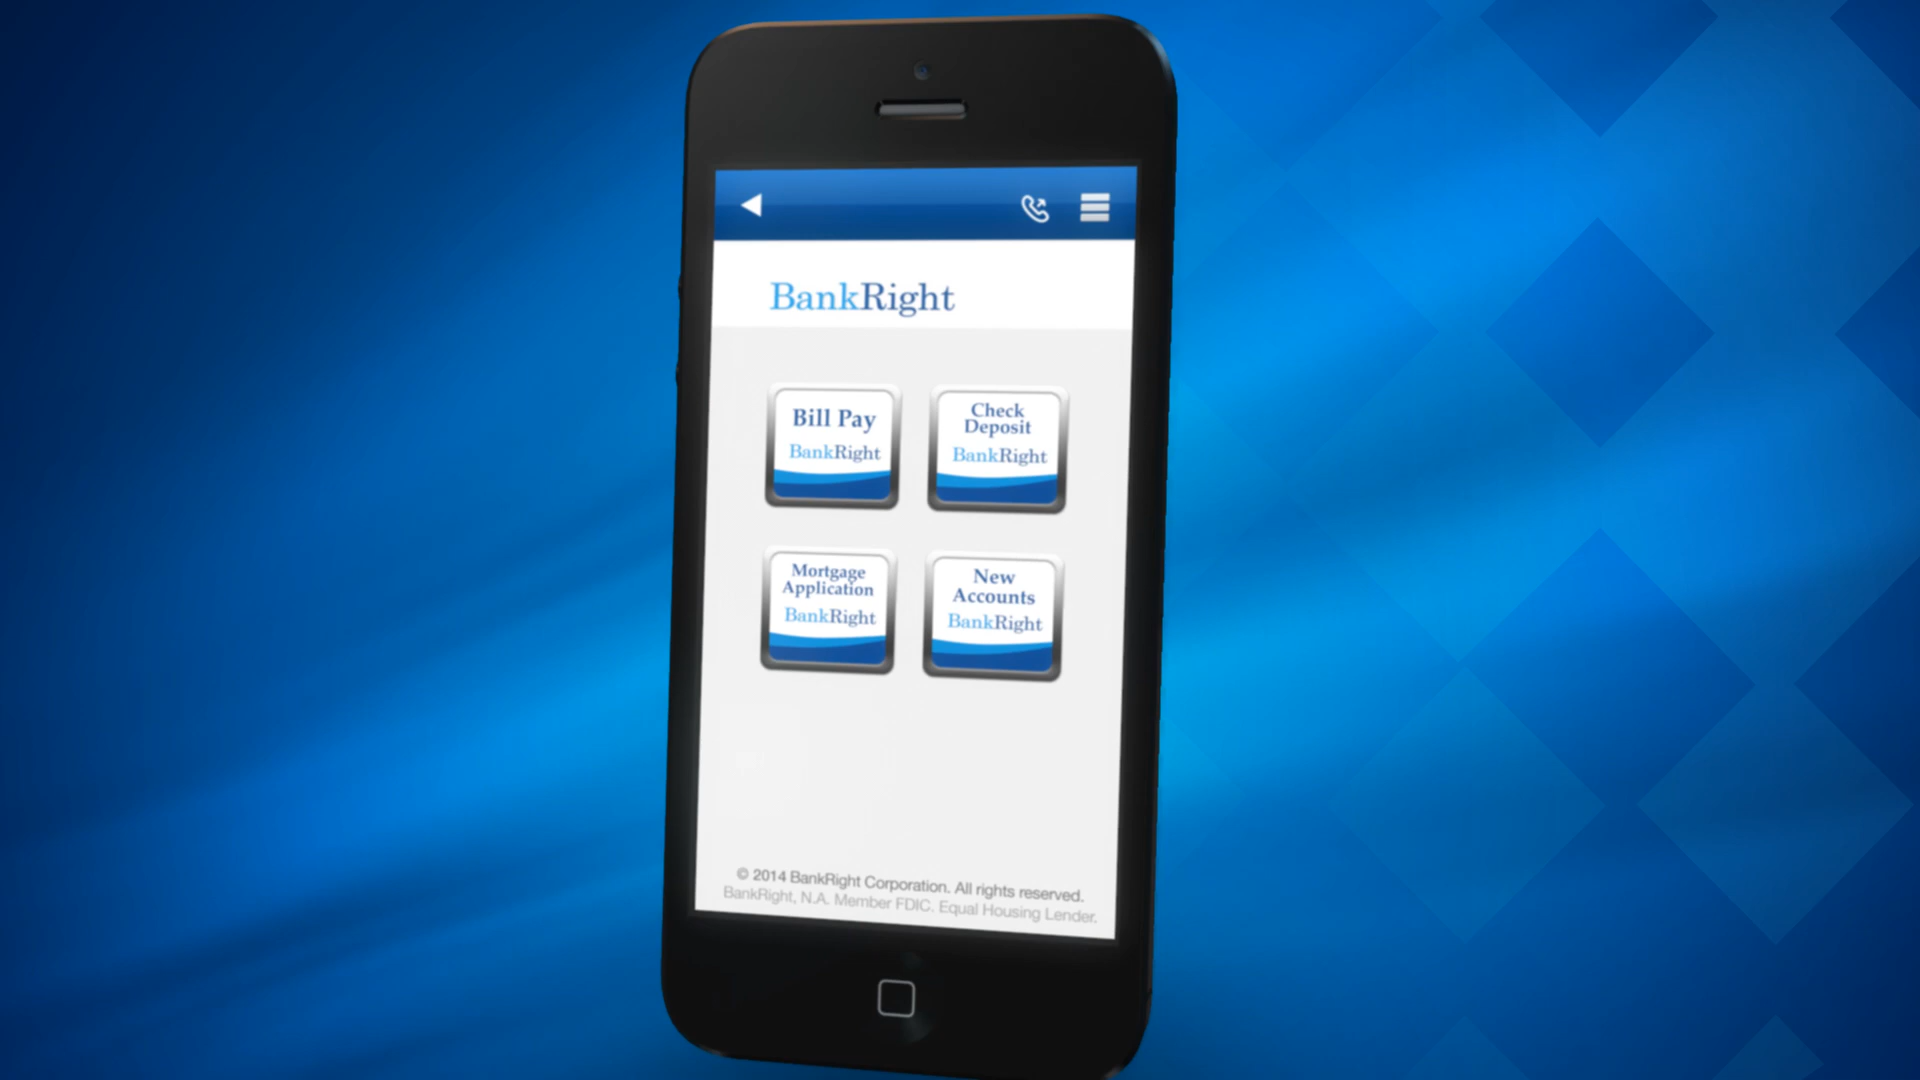 BankRight
Bill Pay
BankRight
Check
Deposit
BankRight
Mortgage
Application
BankRight
New
Accounts
BankRight
© 2014 BankRight Corporation. All rights reserved.
BankRight, N.A. Member FDIC. Equal Housing Lender.